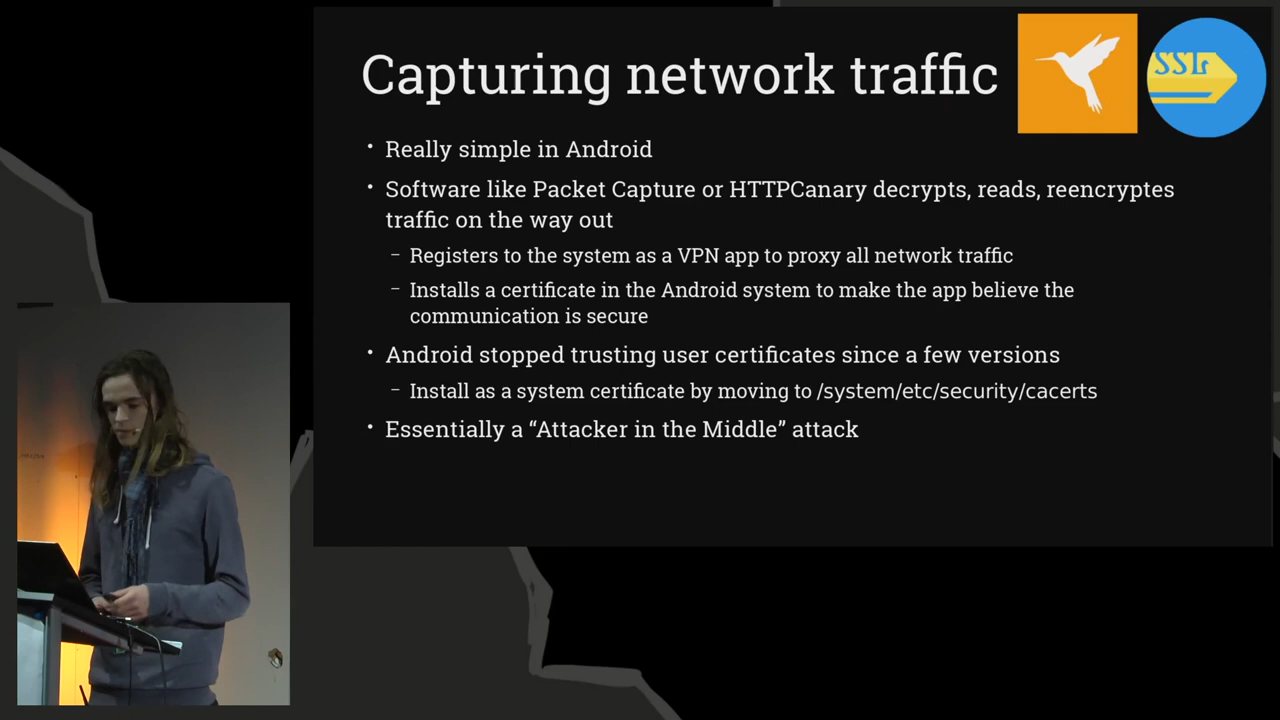 Capturing network traffic
SSL
• Really simple in Android
• Software like Packet Capture or HTTPCanary decrypts, reads, reencryptes
traffic on the way out
– Registers to the system as a VPN app to proxy all network traffic
– Installs a certificate in the Android system to make the app believe the
communication is secure
• Android stopped trusting user certificates since a few versions
– Install as a system certificate by moving to /system/etc/security/cacerts
• Essentially a “Attacker in the Middle” attack